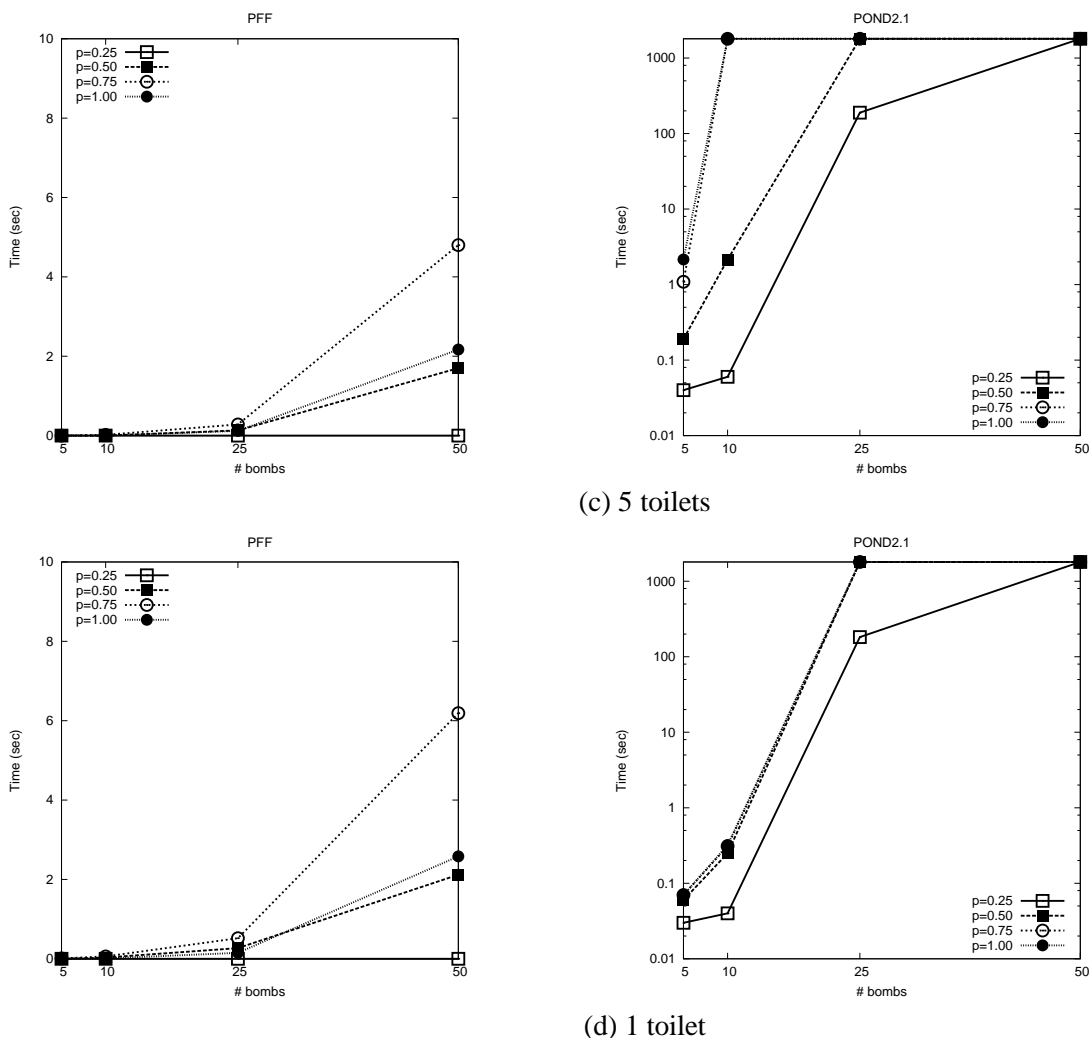 PFF
10
8
6
4
2
0
Time (sec)
p=0.25
p=0.50
p=0.75
p=1.00
5
10
25
50
# bombs
POND2.1
1000
100
10
1
0.1
0.01
Time (sec)
p=0.25
p=0.50
p=0.75
p=1.00
5
10
25
50
# bombs
(c) 5 toilets
PFF
10
8
6
4
2
0
Time (sec)
p=0.25
p=0.50
p=0.75
p=1.00
5
10
25
50
# bombs
POND2.1
1000
100
10
1
0.1
0.01
Time (sec)
p=0.25
p=0.50
p=0.75
p=1.00
5
10
25
50
# bombs
(d) 1 toilet